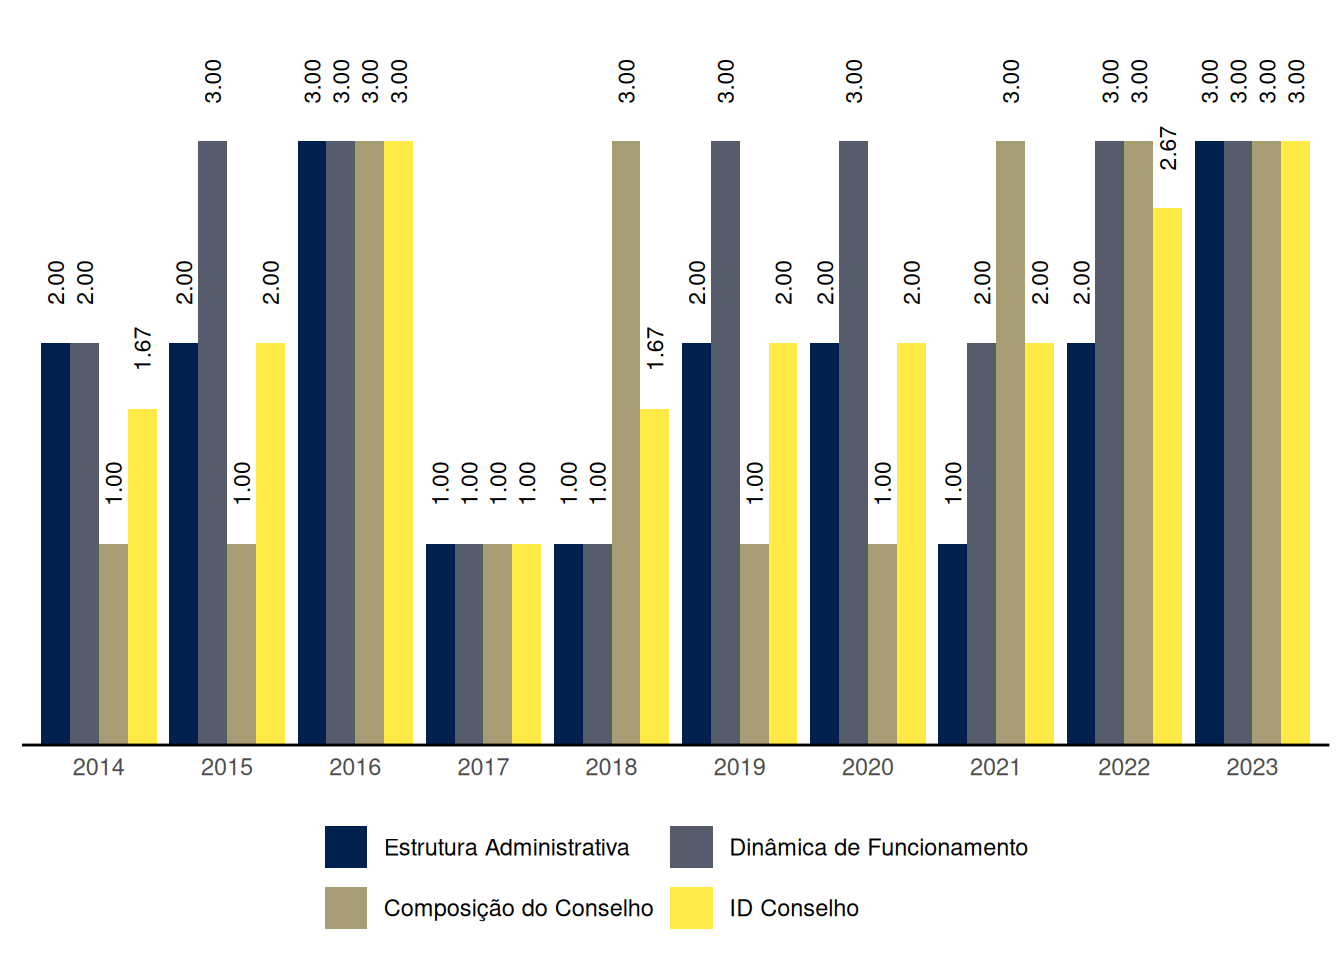 3.00 3.00 3.00 3.00 3.00 3.00 3.00 3.00 3.00 3.00 3.00 3.00 3.00 3.00 3.00
2.67
2.00 2.00 2.00 2.00 2.00 2.00 2.00 2.00 2.00 2.00 2.00
1.67 1.67
1.00 1.00 1.00 1.00 1.00 1.00 1.00 1.00 1.00 1.00 1.00
2014 2015 2016 2017 2018 2019 2020 2021 2022 2023
Estrutura Administrativa Dinâmica de Funcionamento
Composição do Conselho ID Conselho